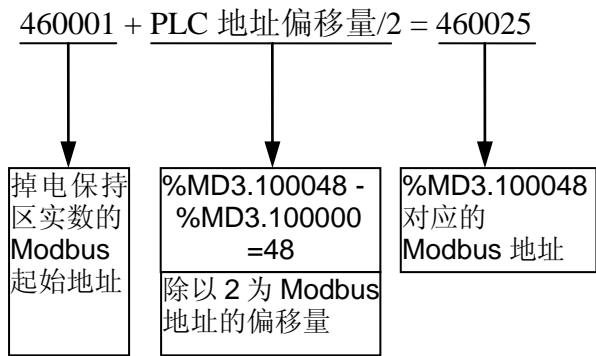 460001 + PLC 地址偏移量/2 = 460025
掉电保持
区实数的
Modbus
起始地址
%MD3.100048 -
%MD3.100000
=48
除以 2 为 Modbus
地址的偏移量
%MD3.100048
对应的
Modbus 地址